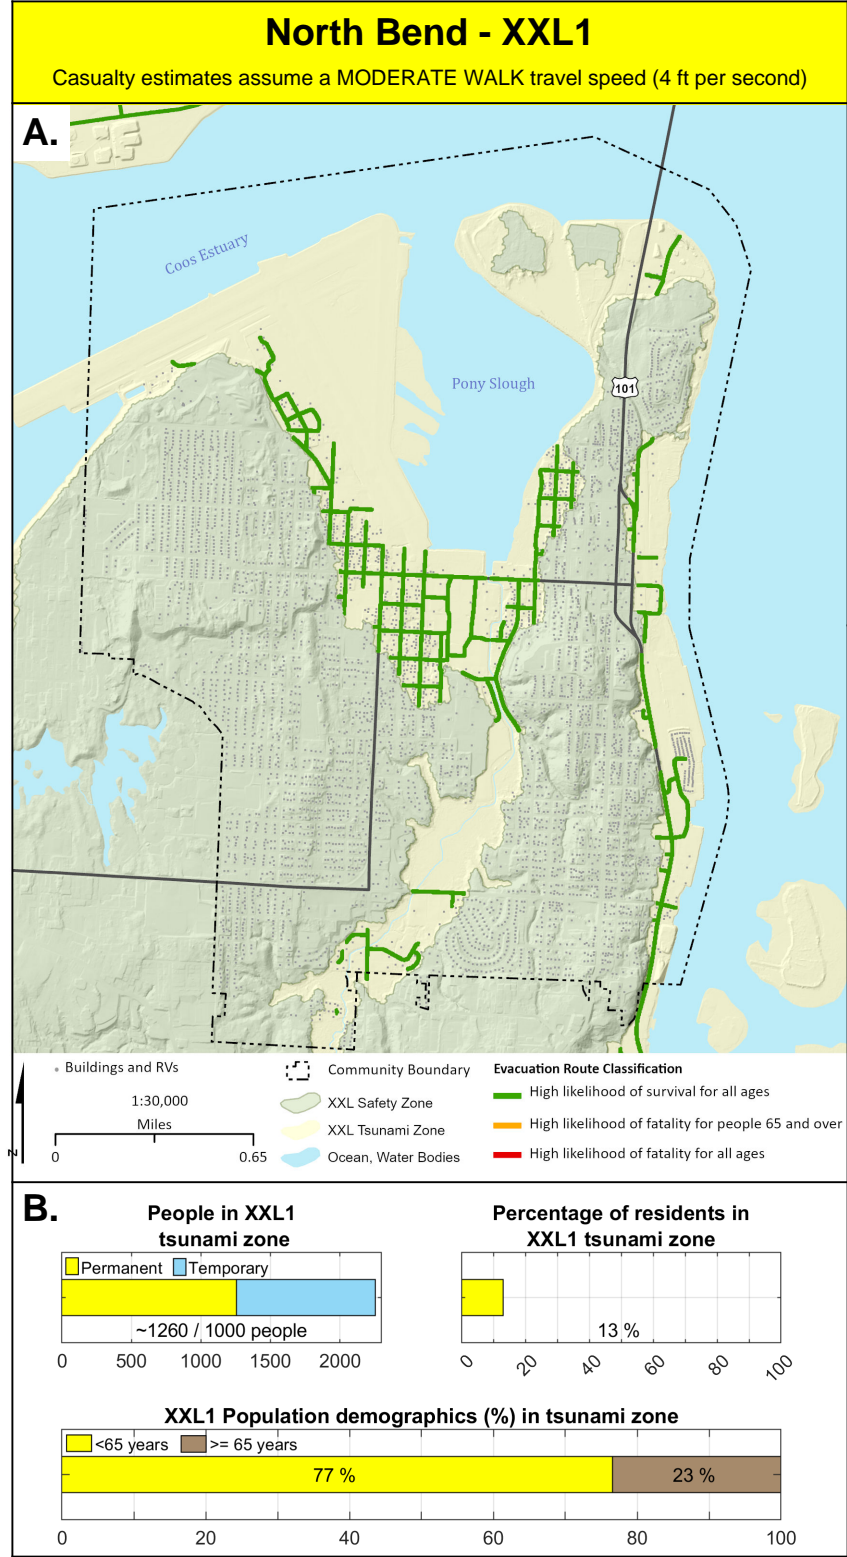 North Bend - XXL1
Casualty estimates assume a MODERATE WALK travel speed (4 ft per second)
A.
Coos Estuary
Pony Slough
101
Buildings and RVs
1:30,000
Miles
0 0.65
N
Community Boundary
XXL Safety Zone
XXL Tsunami Zone
Ocean, Water Bodies
Evacuation Route Classification
High likelihood of survival for all ages
High likelihood of fatality for people 65 and over
High likelihood of fatality for all ages
B.
People in XXL1
tsunami zone
Permanent Temporary
~1260 / 1000 people
0 500 1000 1500 2000
Percentage of residents in
XXL1 tsunami zone
13 %
0 20 40 60 80 100
XXL1 Population demographics (%) in tsunami zone
<65 years >= 65 years
77 % 23 %
0 20 40 60 80 100